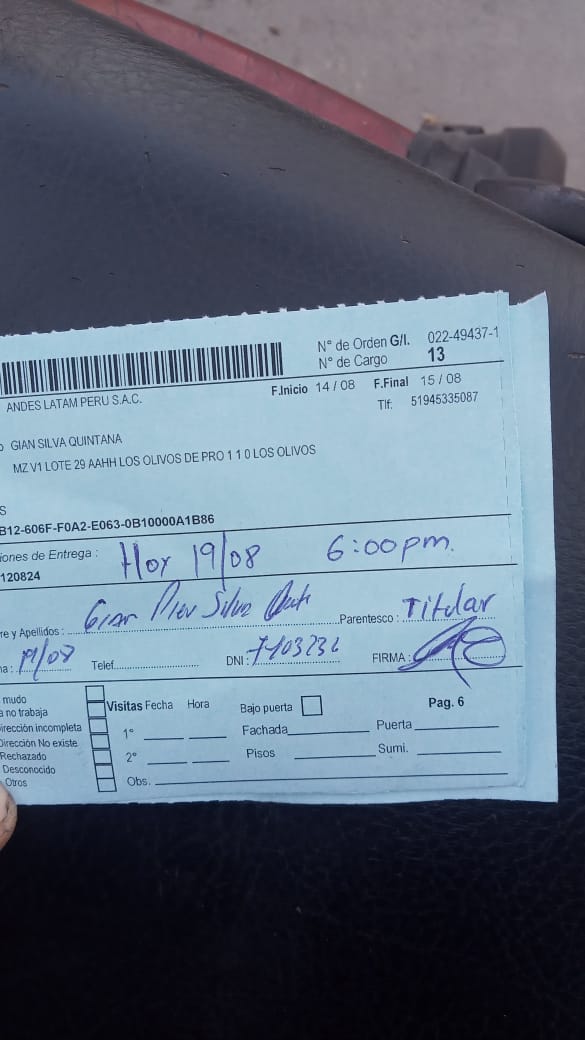 N° de Orden G/I. 022-49437-1
N° de Cargo 13
ANDES LATAM PERU S.A.C.
F.Inicio 14 / 08 F.Final 15 / 08
Tlf: 51945335087
o GIAN SILVA QUINTANA
MZ V1 LOTE 29 AAHH LOS OLIVOS DE PRO 1 1 0 LOS OLIVOS
S
B12-606F-F0A2-E063-0B10000A1B86
iones de Entrega : Hoy 19/08 6:00pm.
120824
re y Apellidos : Gian Pier Silva Parentesco : Titular
a : 19/08 Telef. DNI : FIRMA :
mudo
a no trabaja
irección incompleta
Dirección No existe
Rechazado
Desconocido
Otros
Visitas Fecha Hora Bajo puerta Pag. 6
1° Fachada Puerta
2° Pisos Sumi.
Obs.